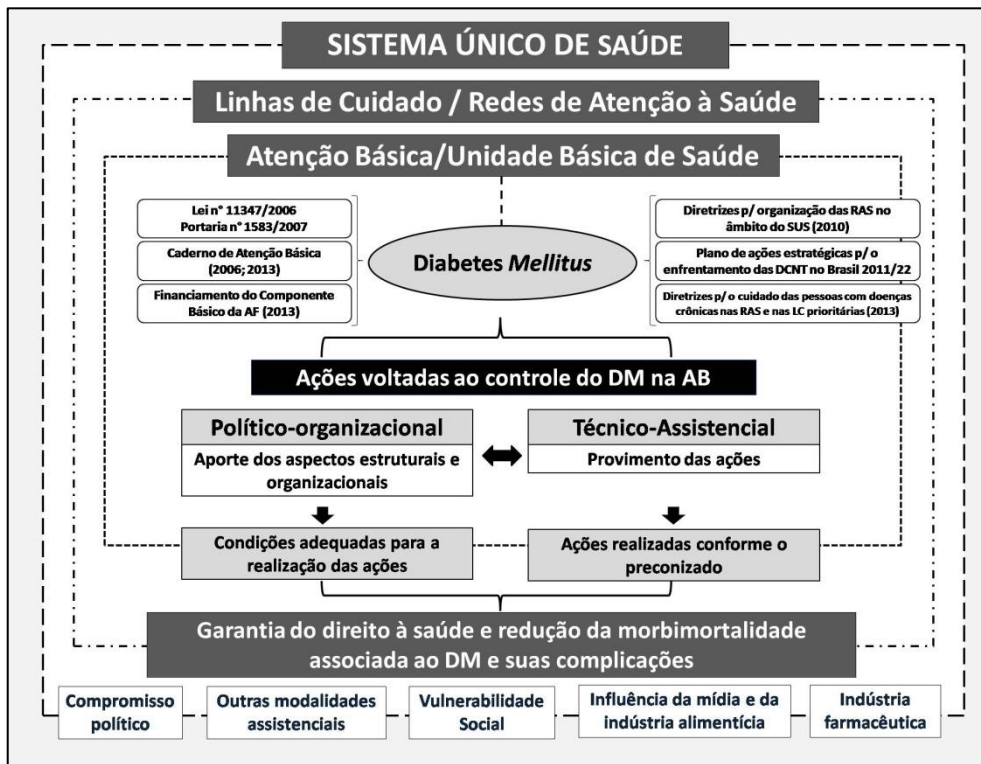 SISTEMA ÚNICO DE SAÚDE
Linhas de Cuidado / Redes de Atenção à Saúde
Atenção Básica/Unidade Básica de Saúde
Lei n° 11347/2006
Portaria n° 1583/2007
Caderno de Atenção Básica
(2006; 2013)
Financiamento do Componente
Básico da AF (2013)
Diabetes Mellitus
Diretrizes p/ organização das RAS no
âmbito do SUS (2010)
Plano de ações estratégicas p/ o
enfrentamento das DCNT no Brasil 2011/22
Diretrizes p/ o cuidado das pessoas com doenças
crônicas nas RAS e nas LC prioritárias (2013)
Ações voltadas ao controle do DM na AB
Político-organizacional
Aporte dos aspectos estruturais e
organizacionais
Técnico-Assistencial
Provimento das ações
Condições adequadas para a
realização das ações
Ações realizadas conforme o
preconizado
Garantia do direito à saúde e redução da morbimortalidade
associada ao DM e suas complicações
Compromisso
político
Outras modalidades
assistenciais
Vulnerabilidade
Social
Influência da mídia e da
indústria alimentícia
Indústria
farmacêutica